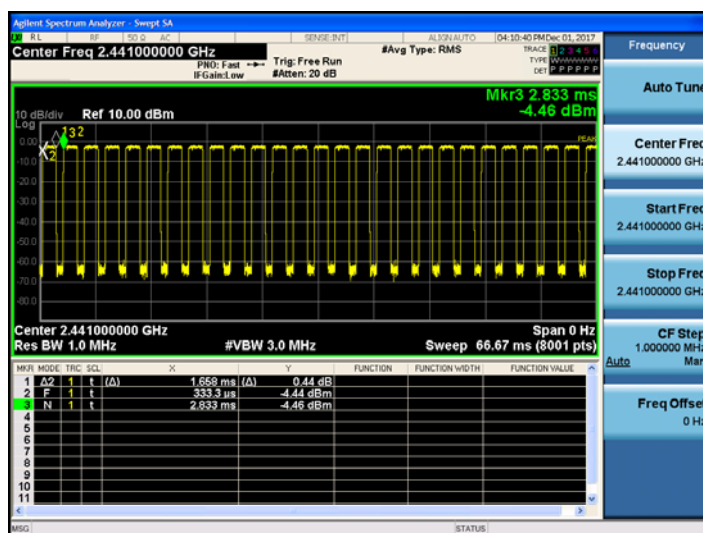 Agilent Spectrum Analyzer - Swept SA
RL RF 50 Ω AC SENSE:INT ALIGN AUTO 04:10:40 PM Dec 01, 2017
Center Freq 2.441000000 GHz
PNO: Fast Trig: Free Run #Avg Type: RMS TRACE 1 2 3 4 5 6
IFGain:Low #Atten: 20 dB TYPE
DET P P P P P P
Mkr3 2.833 ms
-4.46 dBm
10 dB/div Ref 10.00 dBm
Log
132
PEAK
0.00
2
-10.0
-20.0
-30.0
-40.0
-50.0
-60.0
-70.0
-80.0
Center 2.441000000 GHz Span 0 Hz
Res BW 1.0 MHz #VBW 3.0 MHz Sweep 66.67 ms (8001 pts)
MKR MODE TRC SCL X Y FUNCTION FUNCTION WIDTH FUNCTION VALUE
1 Δ2 1 t (Δ) 1.658 ms (Δ) 0.44 dB
2 F 1 t 333.3 µs -4.44 dBm
3 N 1 t 2.833 ms -4.46 dBm
4
5
6
7
8
9
10
11
MSG STATUS
Frequency
Auto Tune
Center Freq
2.441000000 GHz
Start Freq
2.441000000 GHz
Stop Freq
2.441000000 GHz
CF Step
1.000000 MHz
Auto Man
Freq Offset
0 Hz